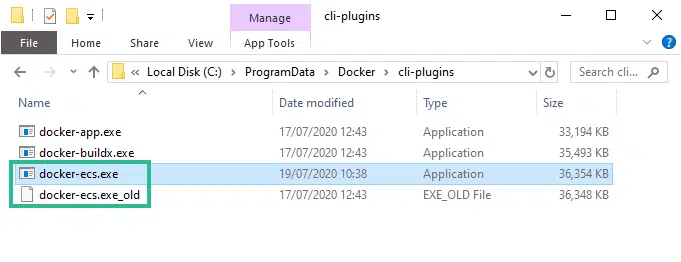 Manage cli-plugins
File Home Share View App Tools
« Local Disk (C:) > ProgramData > Docker > cli-plugins Search cli...
Name Date modified Type Size
docker-app.exe 17/07/2020 12:43 Application 33,194 KB
docker-buildx.exe 17/07/2020 12:43 Application 35,493 KB
docker-ecs.exe 19/07/2020 10:38 Application 36,354 KB
docker-ecs.exe_old 17/07/2020 12:43 EXE_OLD File 36,348 KB